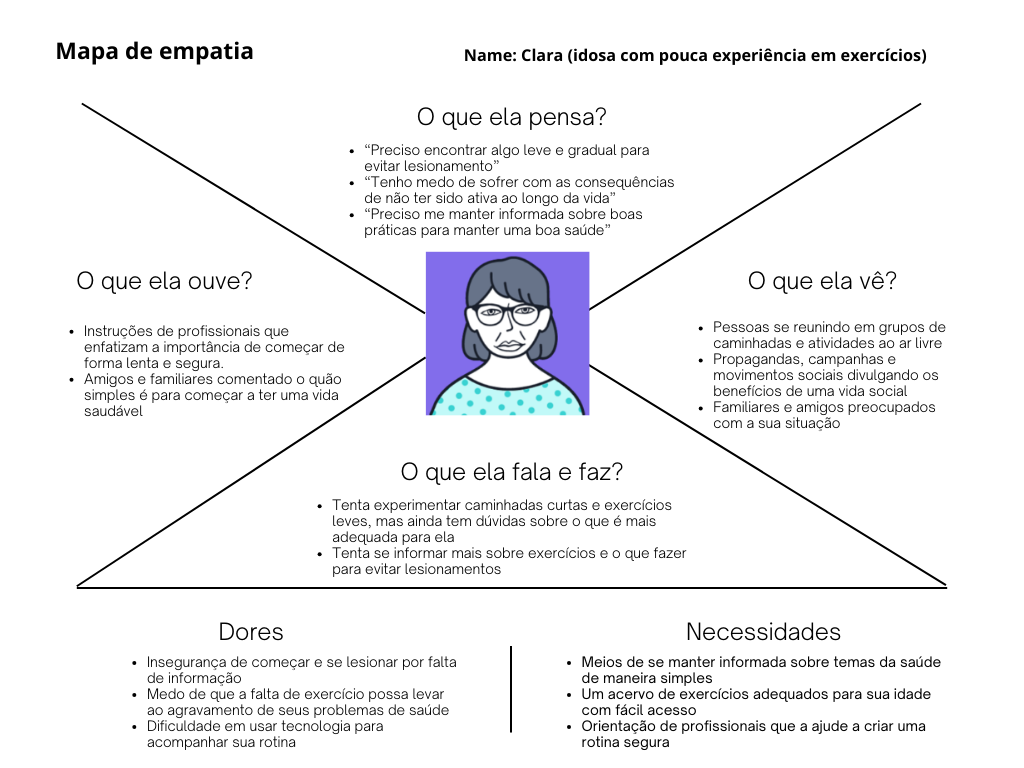 Mapa de empatia
Name: Clara (idosa com pouca experiência em exercícios)
O que ela pensa?
• “Preciso encontrar algo leve e gradual para
evitar lesionamento”
• “Tenho medo de sofrer com as consequências
de não ter sido ativa ao longo da vida”
• “Preciso me manter informada sobre boas
práticas para manter uma boa saúde”
O que ela ouve?
• Instruções de profissionais que
enfatizam a importância de começar de
forma lenta e segura.
• Amigos e familiares comentado o quão
simples é para começar a ter uma vida
saudável
O que ela vê?
• Pessoas se reunindo em grupos de
caminhadas e atividades ao ar livre
• Propagandas, campanhas e
movimentos sociais divulgando os
benefícios de uma vida social
• Familiares e amigos preocupados
com a sua situação
O que ela fala e faz?
• Tenta experimentar caminhadas curtas e exercícios
leves, mas ainda tem dúvidas sobre o que é mais
adequada para ela
• Tenta se informar mais sobre exercícios e o que fazer
para evitar lesionamentos
Dores
• Insegurança de começar e se lesionar por falta
de informação
• Medo de que a falta de exercício possa levar
ao agravamento de seus problemas de saúde
• Dificuldade em usar tecnologia para
acompanhar sua rotina
Necessidades
• Meios de se manter informada sobre temas da saúde
de maneira simples
• Um acervo de exercícios adequados para sua idade
com fácil acesso
• Orientação de profissionais que a ajude a criar uma
rotina segura